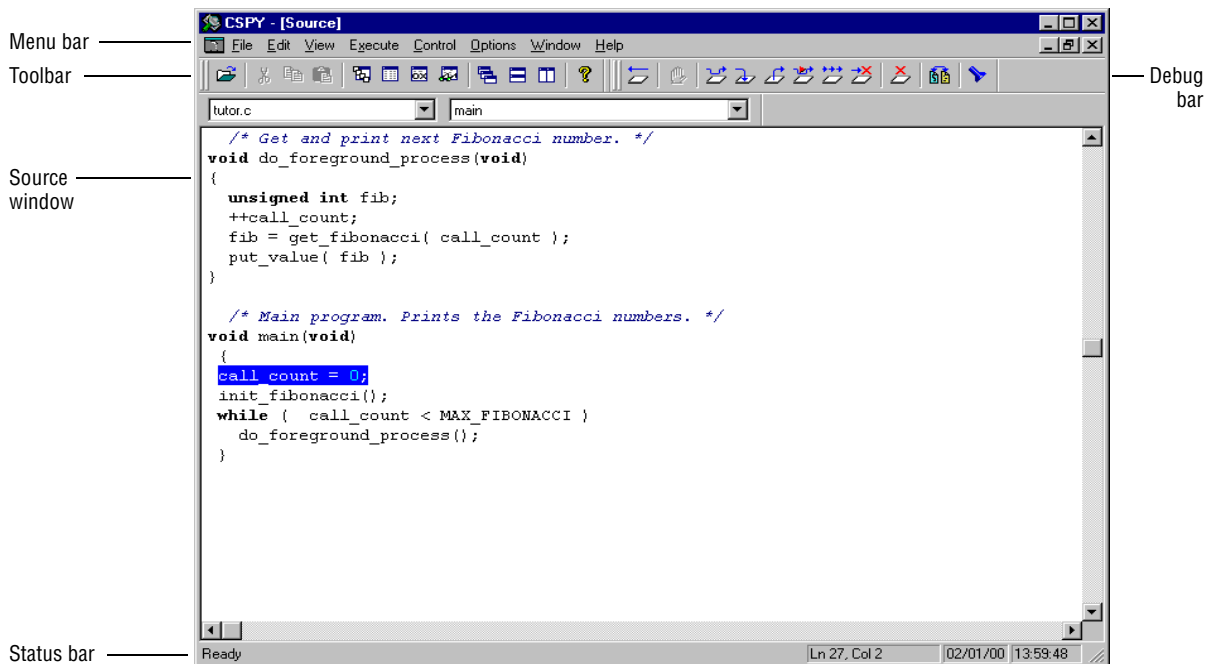 CSPY - [Source]
Menu bar
File Edit View Execute Control Options Window Help
Toolbar
Debug
bar
tutor.c main
/* Get and print next Fibonacci number. */
void do_foreground_process(void)
{
Source
window
unsigned int fib;
++call_count;
fib = get_fibonacci( call_count );
put_value( fib );
}
/* Main program. Prints the Fibonacci numbers. */
void main(void)
{
call_count = 0;
init_fibonacci();
while ( call_count < MAX_FIBONACCI )
do_foreground_process();
}
Status bar
Ready Ln 27, Col 2 02/01/00 13:59:48